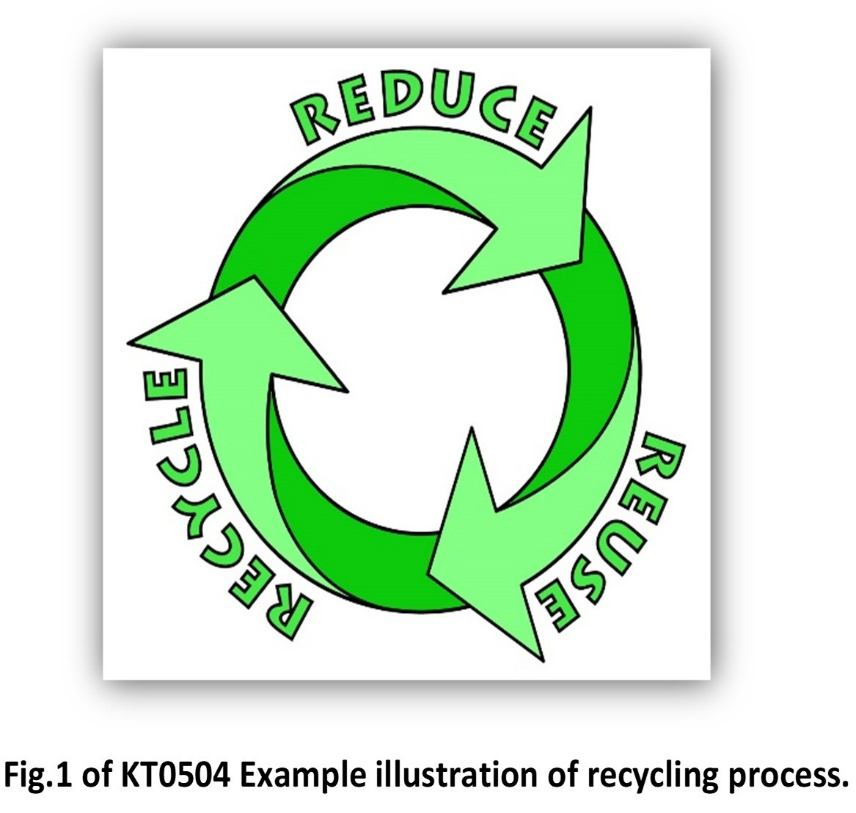 REDUCE
REUSE
RECYCLE
Fig.1 of KT0504 Example illustration of recycling process.